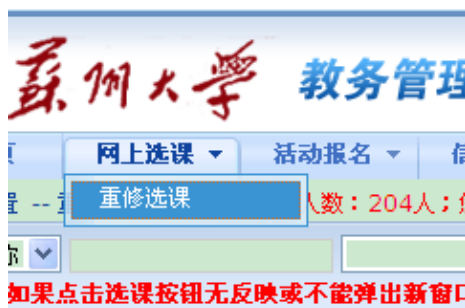 蘇州大学 教务管理
网上选课 活动报名
重修选课
人数：204人；
如果点击选课按钮无反映或不能弹出新窗口